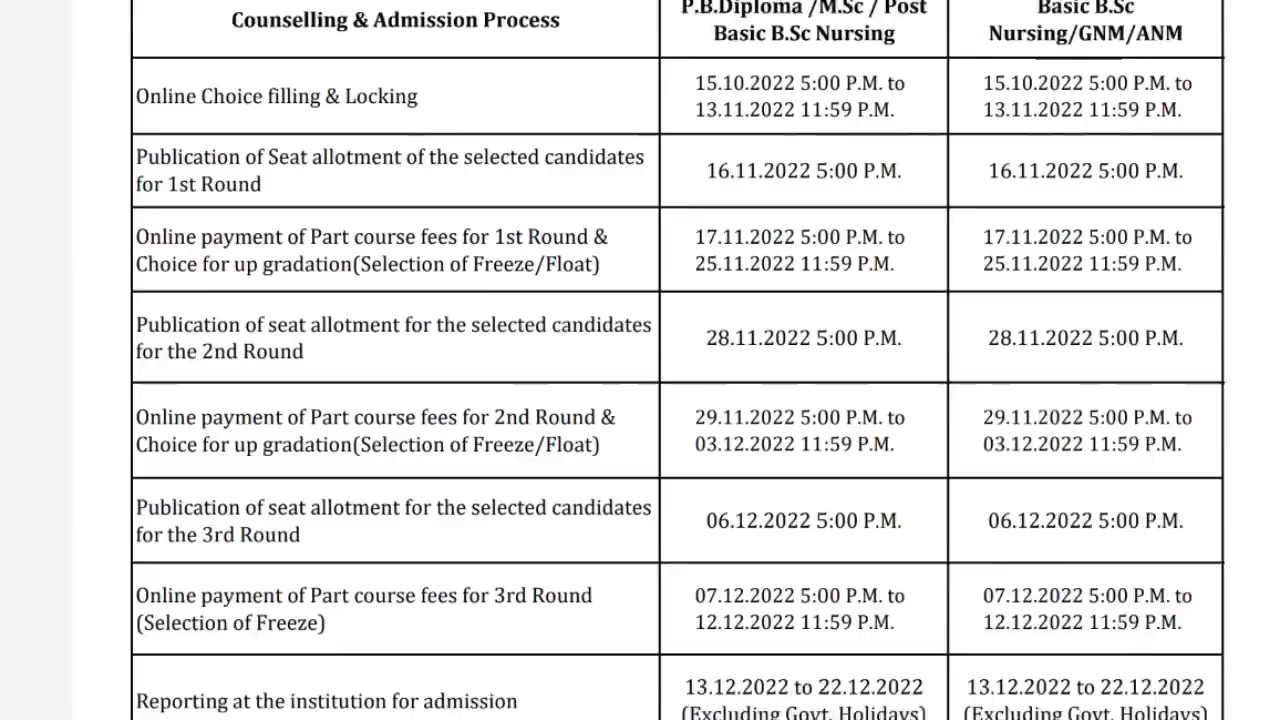 Counselling & Admission Process
P.B.Diploma /M.Sc / Post
Basic B.Sc Nursing
Basic B.Sc
Nursing/GNM/ANM
Online Choice filling & Locking
15.10.2022 5:00 P.M. to
13.11.2022 11:59 P.M.
15.10.2022 5:00 P.M. to
13.11.2022 11:59 P.M.
Publication of Seat allotment of the selected candidates
for 1st Round
16.11.2022 5:00 P.M.
16.11.2022 5:00 P.M.
Online payment of Part course fees for 1st Round &
Choice for up gradation(Selection of Freeze/Float)
17.11.2022 5:00 P.M. to
25.11.2022 11:59 P.M.
17.11.2022 5:00 P.M. to
25.11.2022 11:59 P.M.
Publication of seat allotment for the selected candidates
for the 2nd Round
28.11.2022 5:00 P.M.
28.11.2022 5:00 P.M.
Online payment of Part course fees for 2nd Round &
Choice for up gradation(Selection of Freeze/Float)
29.11.2022 5:00 P.M. to
03.12.2022 11:59 P.M.
29.11.2022 5:00 P.M. to
03.12.2022 11:59 P.M.
Publication of seat allotment for the selected candidates
for the 3rd Round
06.12.2022 5:00 P.M.
06.12.2022 5:00 P.M.
Online payment of Part course fees for 3rd Round
(Selection of Freeze)
07.12.2022 5:00 P.M. to
12.12.2022 11:59 P.M.
07.12.2022 5:00 P.M. to
12.12.2022 11:59 P.M.
Reporting at the institution for admission
13.12.2022 to 22.12.2022
(Excluding Govt. Holidays)
13.12.2022 to 22.12.2022
(Excluding Govt. Holidays)